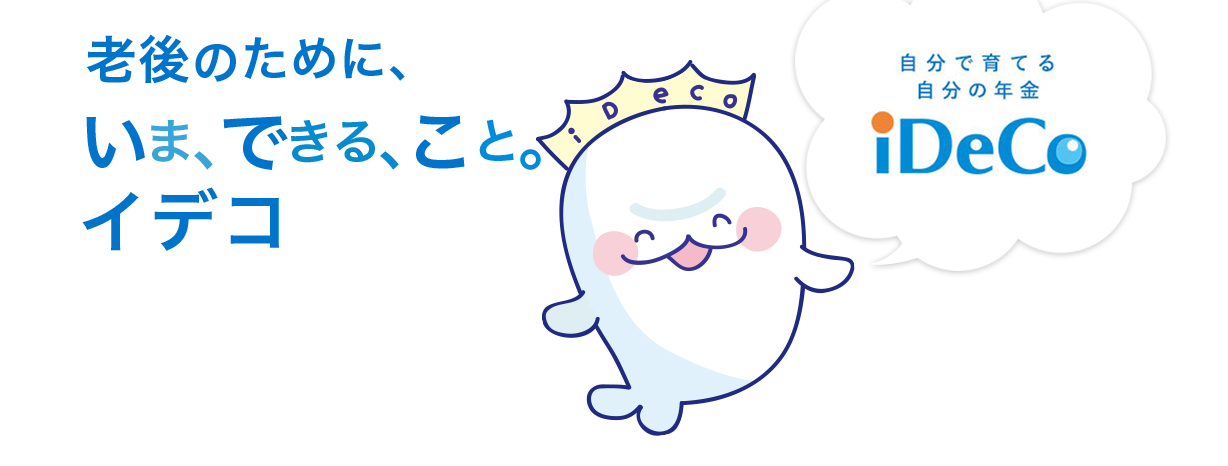 老後のために、
いま、できる、こと。
イデコ
iDeCo
自分で育てる
自分の年金
iDeCo